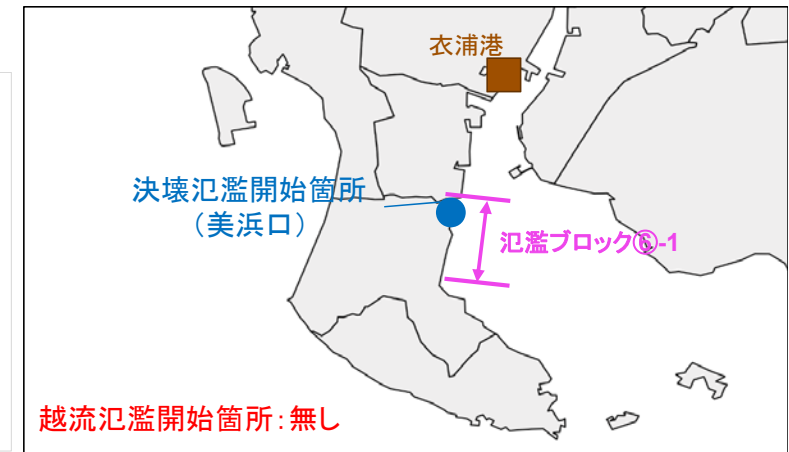 衣浦港
決壊氾濫開始箇所
（美浜口）
氾濫ブロック⑥-1
越流氾濫開始箇所：無し